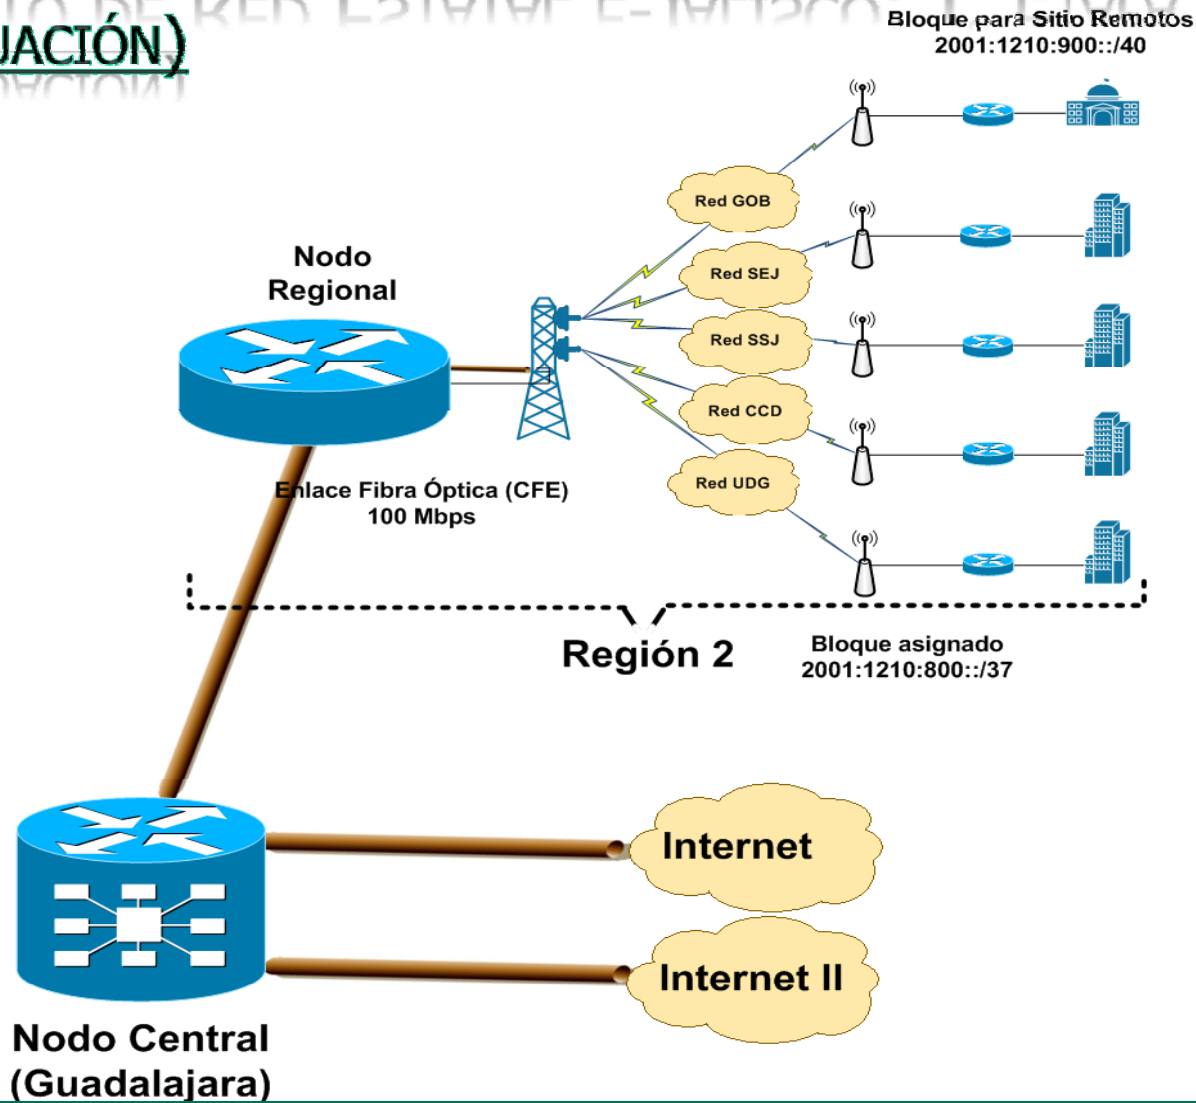 UACIÓN)
Bloque para Sitio Remotos
2001:1210:900::/40
Red GOB
Red SEJ
Red SSJ
Red CCD
Red UDG
Nodo
Regional
Enlace Fibra Óptica (CFE)
100 Mbps
Región 2
Bloque asignado
2001:1210:800::/37
Internet
Internet II
Nodo Central
(Guadalajara)